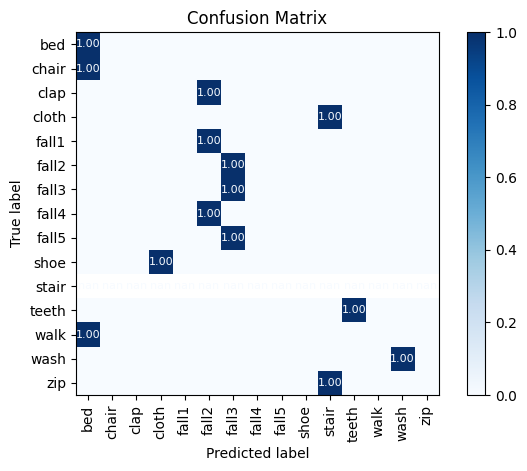 Confusion Matrix
True label
bed 1.00
chair 1.00
clap 1.00
cloth 1.00
fall1 1.00
fall2 1.00
fall3 1.00
fall4 1.00
fall5 1.00
shoe 1.00
stair
teeth 1.00
walk 1.00
wash 1.00
zip 1.00
bed chair clap cloth fall1 fall2 fall3 fall4 fall5 shoe stair teeth walk wash zip
Predicted label
1.0
0.8
0.6
0.4
0.2
0.0